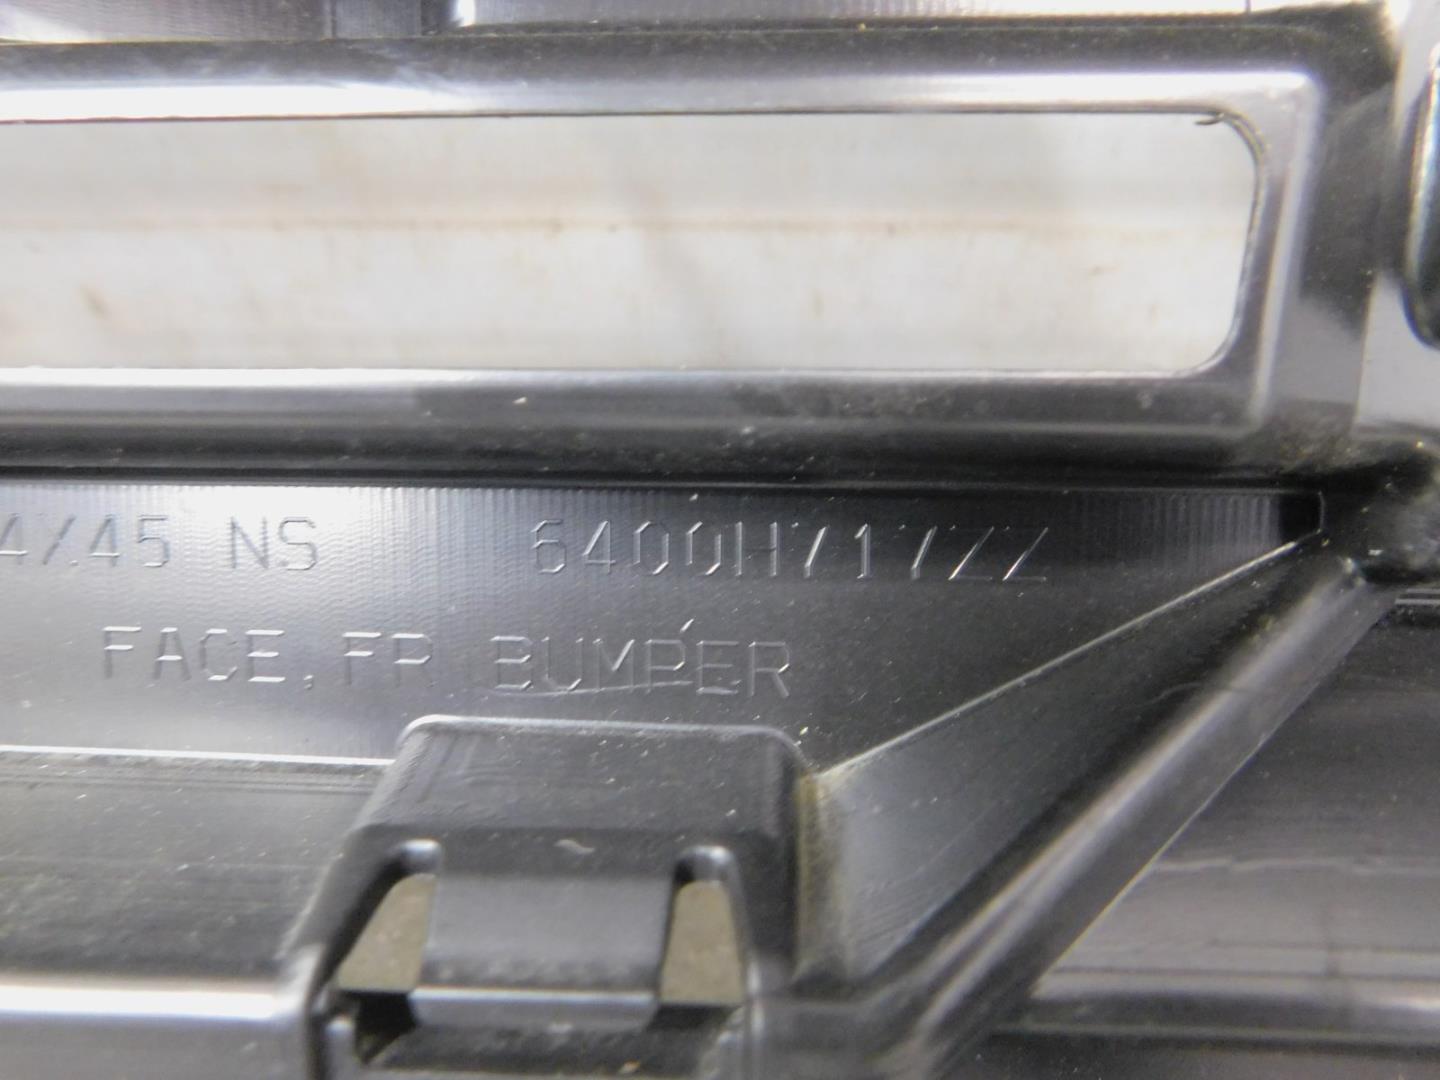 4X45 NS 6400H717ZZ
FACE, FR BUMPER